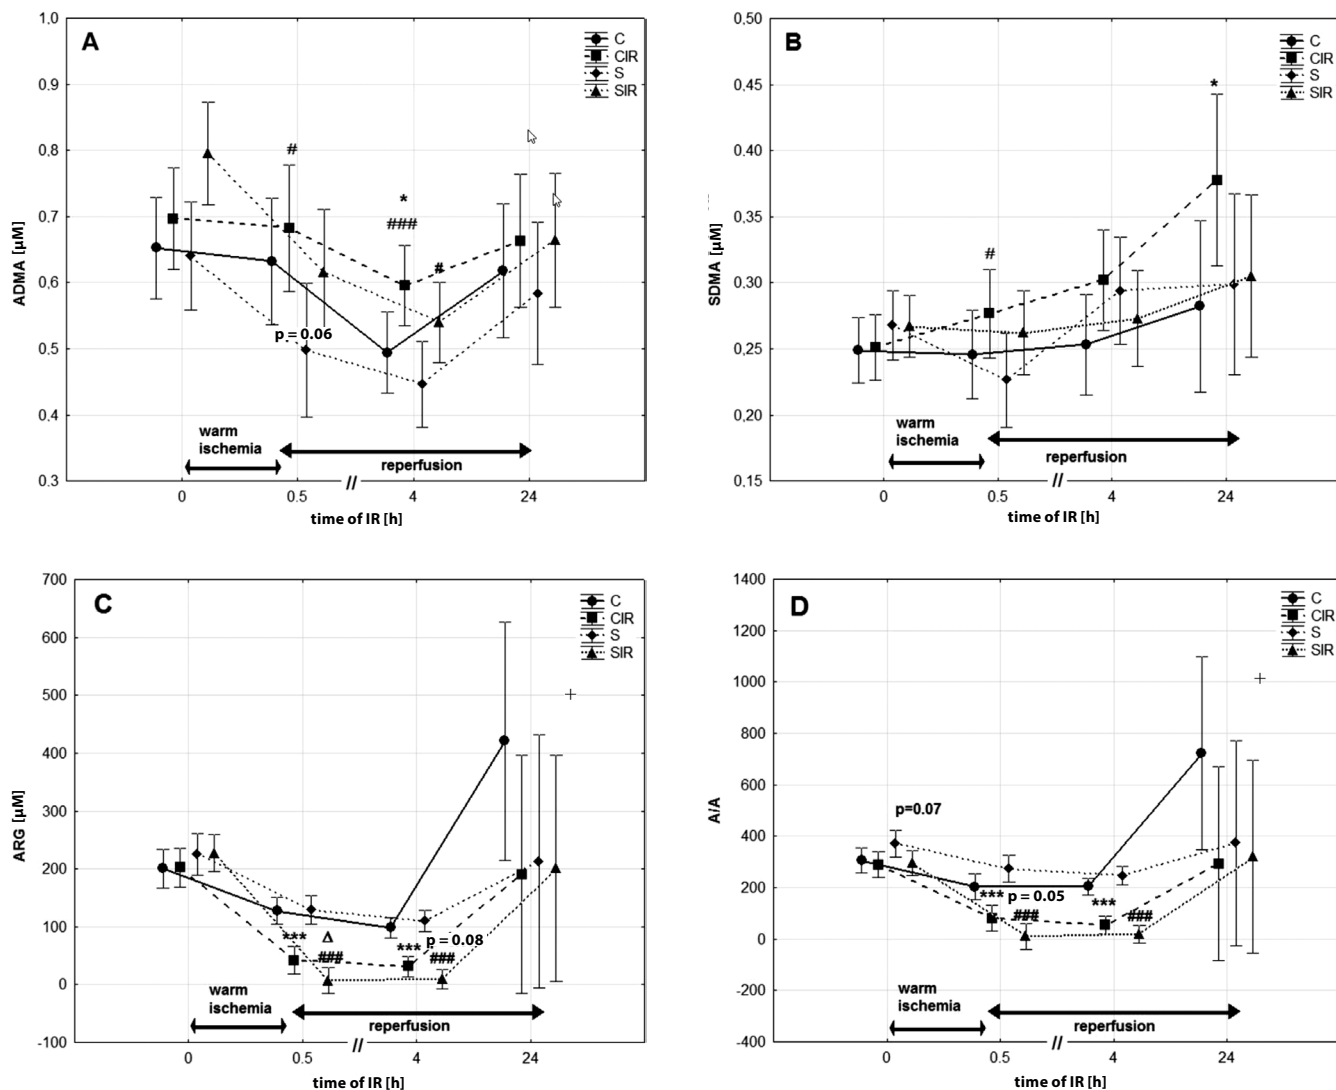 A
C
CIR
S
SIR
1.0
0.9
0.8
0.7
0.6
0.5
0.4
0.3
ADMA [µM]
#
*
###
#
p = 0.06
warm
ischemia
reperfusion
0
0.5
//
4
24
time of IR [h]
B
C
CIR
S
SIR
0.50
0.45
0.40
0.35
0.30
0.25
0.20
0.15
SDMA [µM]
*
#
warm
ischemia
reperfusion
0
0.5
//
4
24
time of IR [h]
C
C
CIR
S
SIR
700
600
500
400
300
200
100
0
-100
ARG [µM]
***
Δ
###
***
p = 0.08
###
warm
ischemia
reperfusion
0
0.5
//
4
24
time of IR [h]
D
C
CIR
S
SIR
1400
1200
1000
800
600
400
200
0
-200
-400
A/A
p=0.07
***
p = 0.05
###
***
###
warm
ischemia
reperfusion
0
0.5
//
4
24
time of IR [h]